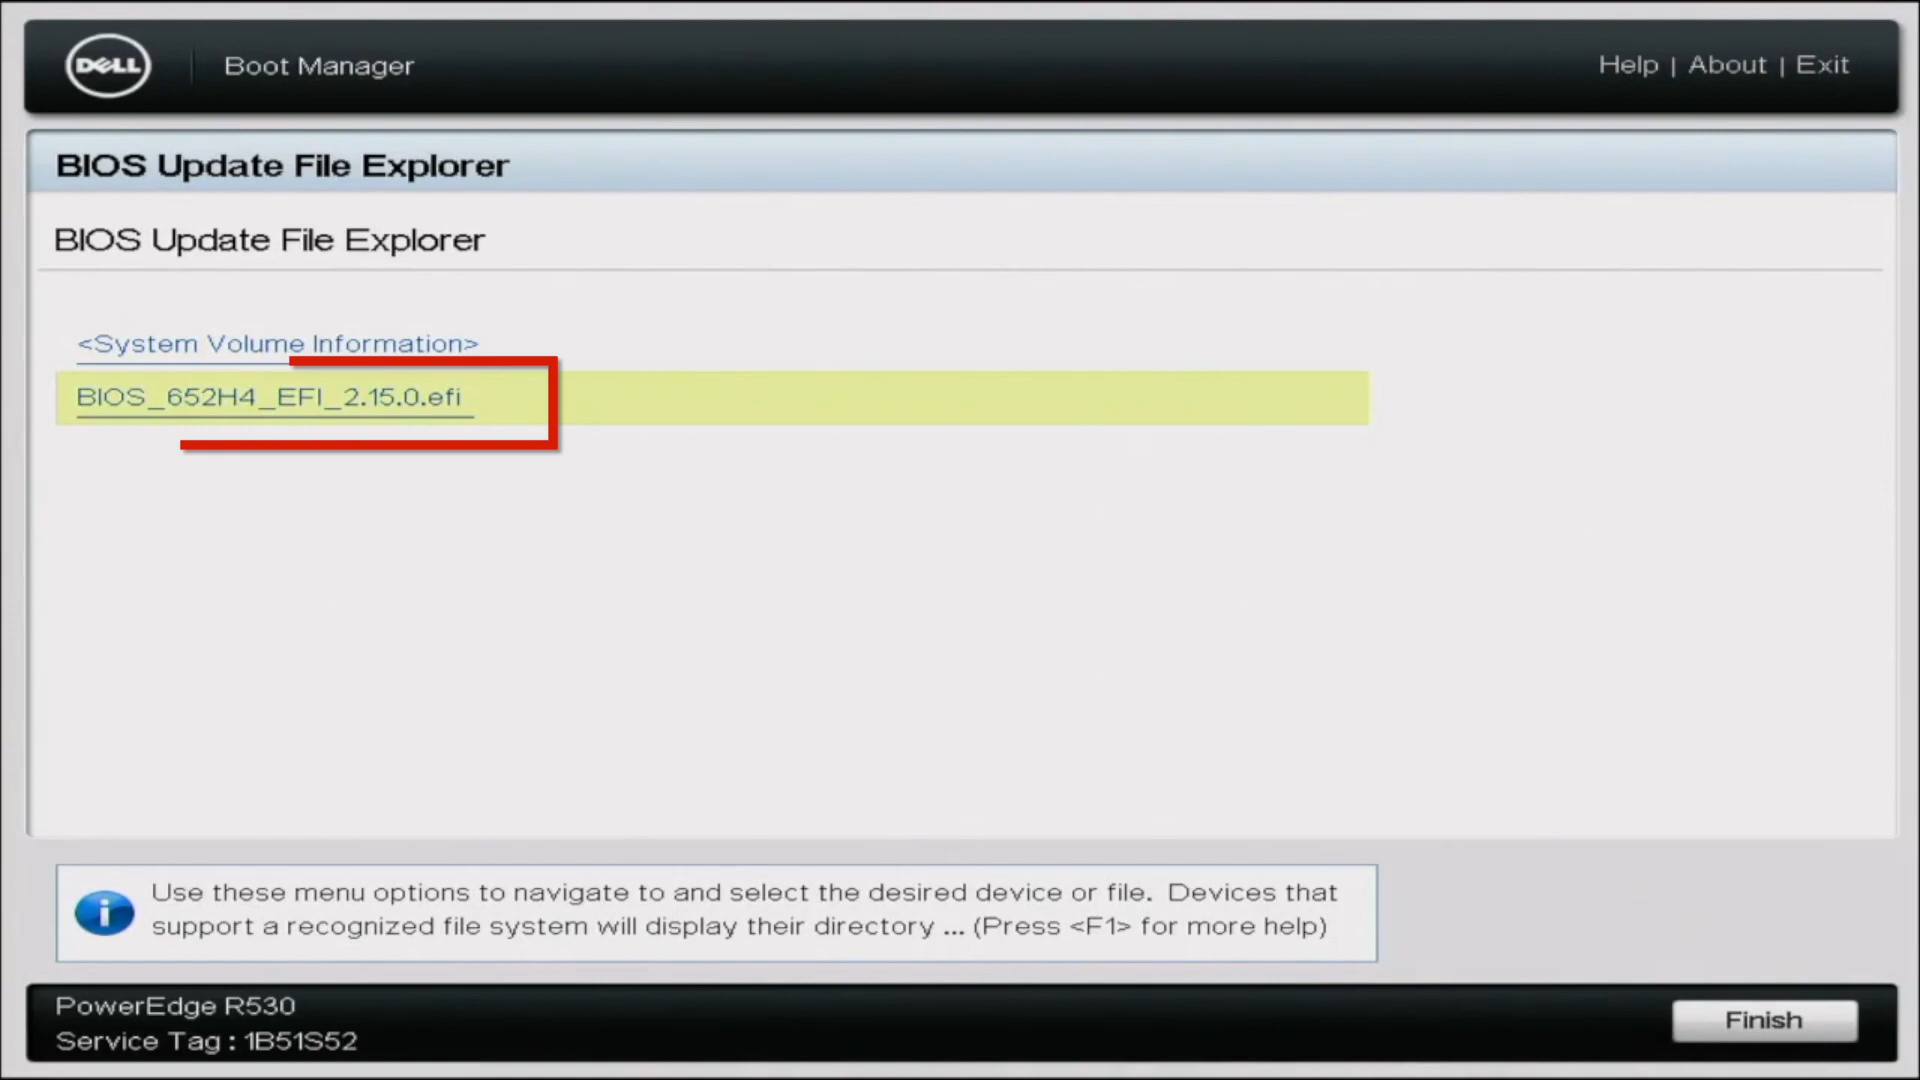 DELL
Boot Manager
Help | About | Exit
BIOS Update File Explorer
BIOS Update File Explorer
<System Volume Information>
BIOS_652H4_EFI_2.15.0.efi
Use these menu options to navigate to and select the desired device or file. Devices that
support a recognized file system will display their directory ... (Press <F1> for more help)
PowerEdge R530
Service Tag : 1B51S52
Finish